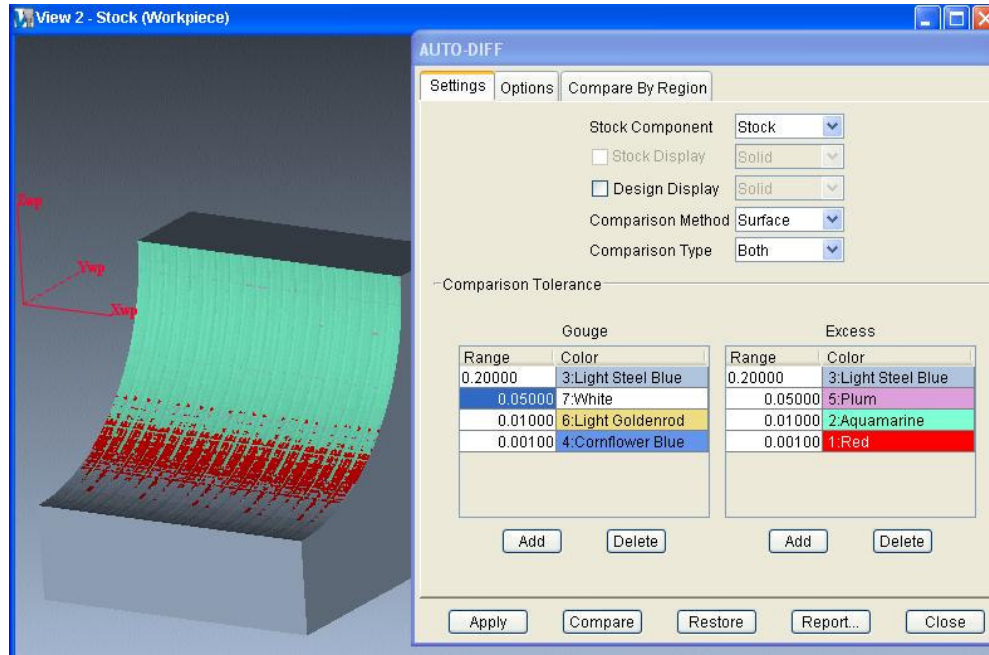 View 2 - Stock (Workpiece)
AUTO-DIFF
Settings Options Compare By Region
Stock Component Stock
Stock Display Solid
Design Display Solid
Comparison Method Surface
Comparison Type Both
Comparison Tolerance
Gouge Excess
Range Color Range Color
0.20000 3:Light Steel Blue 0.20000 3:Light Steel Blue
0.05000 7:White 0.05000 5:Plum
0.01000 6:Light Goldenrod 0.01000 2:Aquamarine
0.00100 4:Cornflower Blue 0.00100 1:Red
Add Delete Add Delete
Apply Compare Restore Report... Close
Zwp
Ywp
Xwp